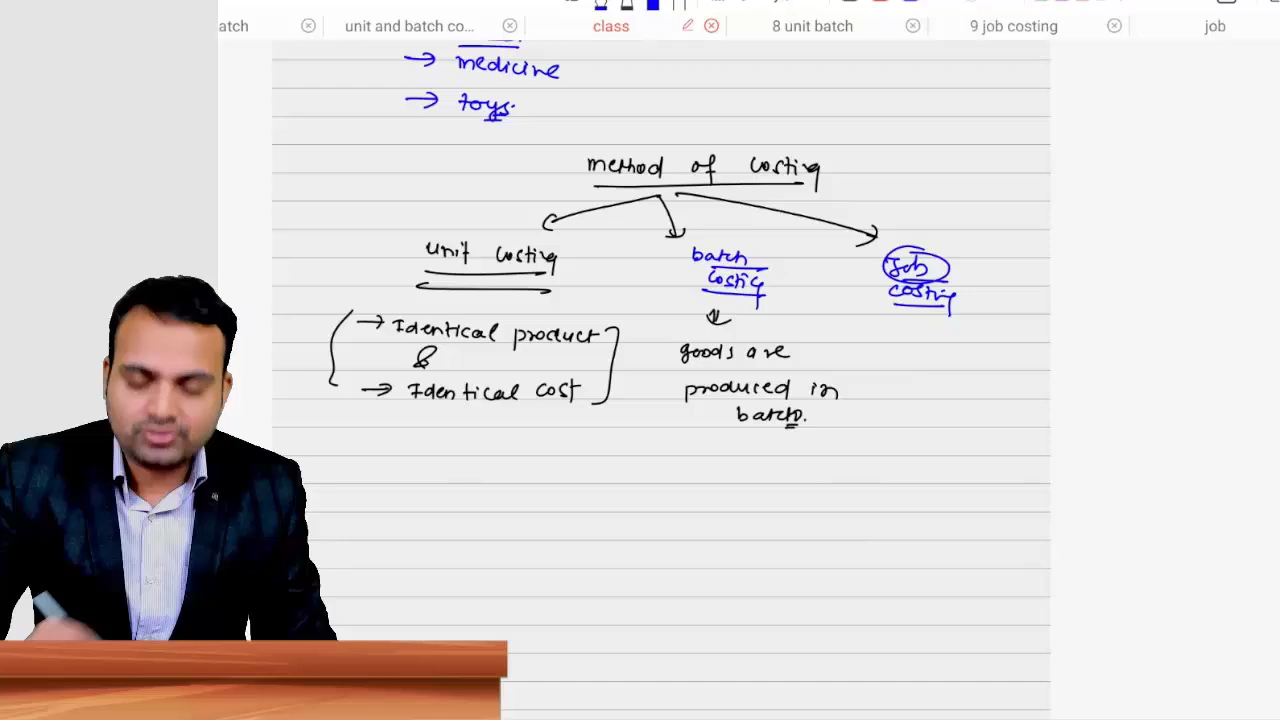 atch
unit and batch co...
class
8 unit batch
9 job costing
job
→ medicine
→ toys.
method of costing
unit costing
batch
costing
Job
costing
→ Identical product
&
→ Identical cost
goods are
produced in
batch.